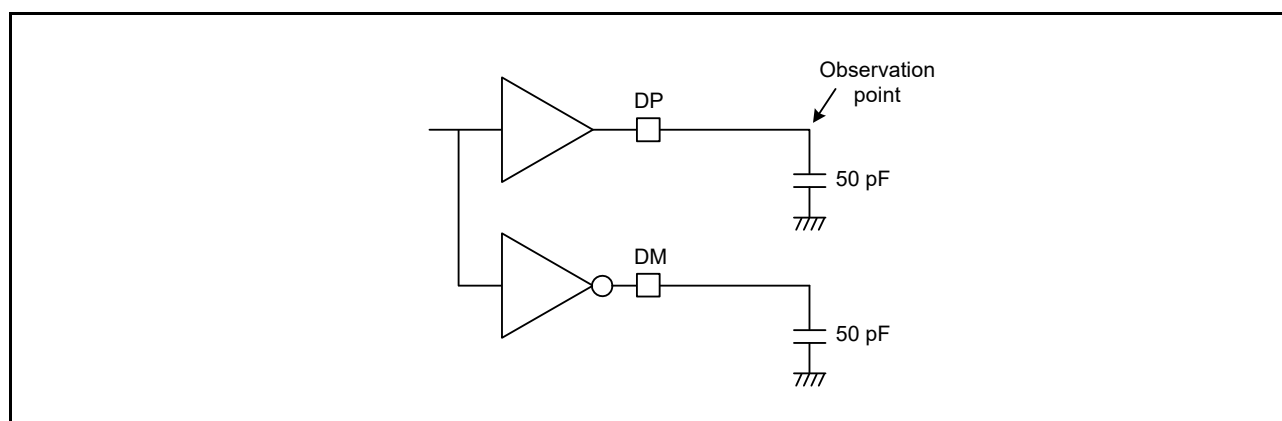 Observation
point
DP
50 pF
DM
50 pF